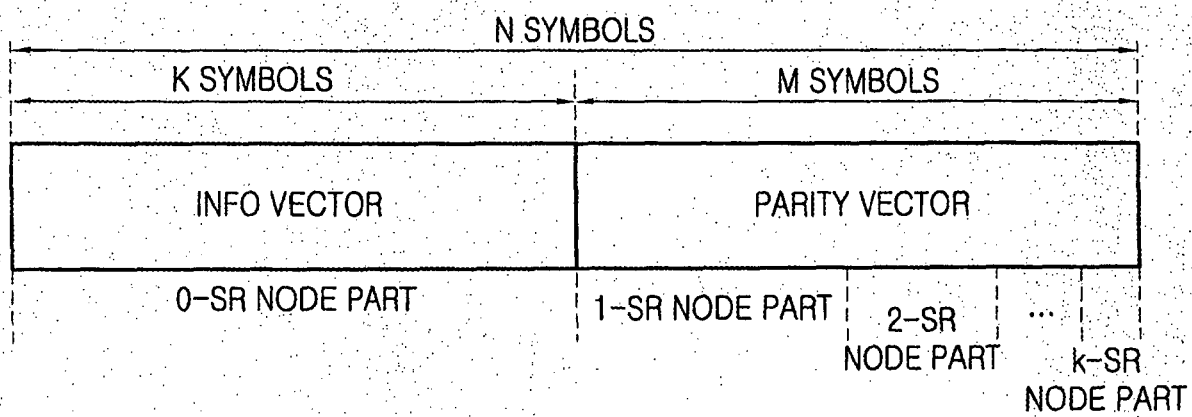 N SYMBOLS
K SYMBOLS
M SYMBOLS
INFO VECTOR
PARITY VECTOR
0-SR NODE PART
1-SR NODE PART
2-SR
NODE PART
...
k-SR
NODE PART